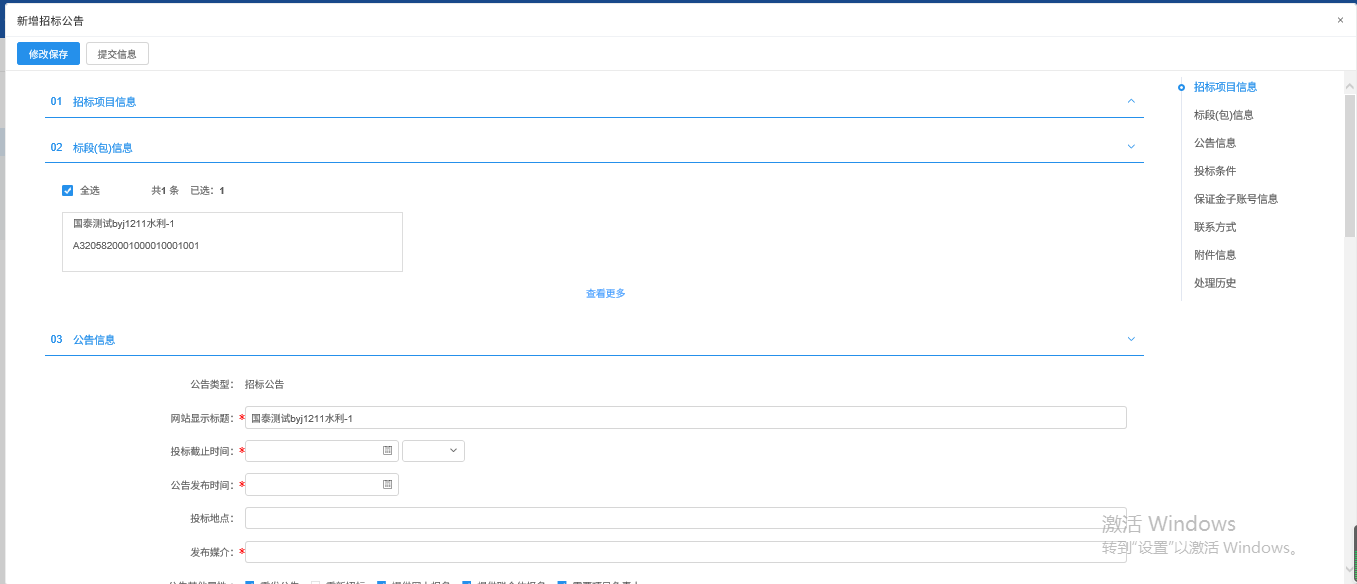 新增招标公告
×
修改保存 提交信息
01 招标项目信息
02 标段(包)信息
全选 共1 条 已选：1
国泰测试byj1211水利-1
A3205820001000010001001
查看更多
03 公告信息
公告类型： 招标公告
网站显示标题：* 国泰测试byj1211水利-1
投标截止时间：*
公告发布时间：*
投标地点：
发布媒介：*
招标项目信息
标段(包)信息
公告信息
投标条件
保证金子账号信息
联系方式
附件信息
处理历史
激活 Windows
转到"设置"以激活 Windows。